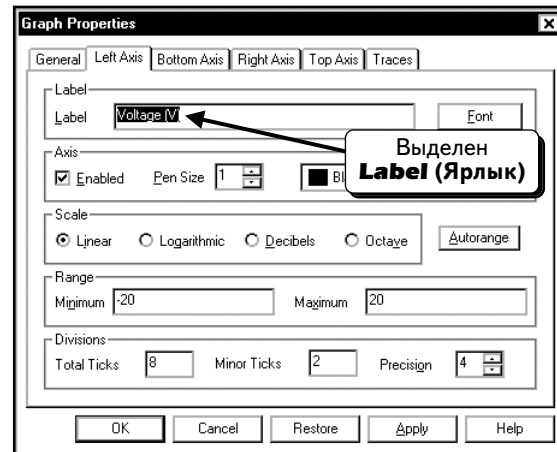 Graph Properties
General Left Axis Bottom Axis Right Axis Top Axis Traces
Label
Label Voltage (V) Font
Axis
Enabled Pen Size 1
Выделен
Label (Ярлык)
Scale
Linear Logarithmic Decibels Octave Autorange
Range
Minimum -20 Maximum 20
Divisions
Total Ticks 8 Minor Ticks 2 Precision 4
OK Cancel Restore Apply Help